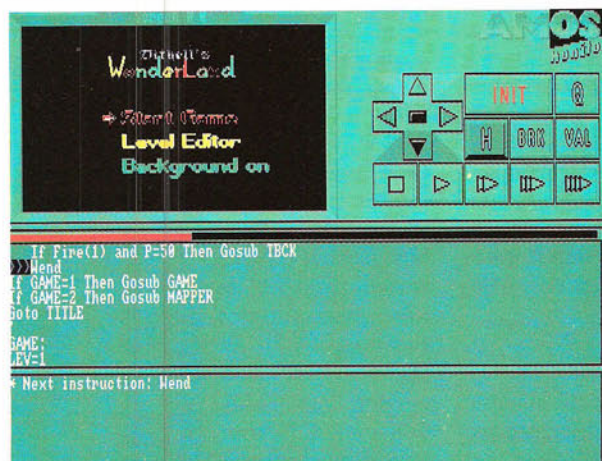 WonderLand
Start Game
Level Editor
Background on
AMOS
monitor
INIT
Q
H
BRK
VAL
If Fire(1) and P=50 Then Gosub TBCK
>>>Wend
If GAME=1 Then Gosub GAME
If GAME=2 Then Gosub MAPPER
Goto TITLE
GAME:
LEV=1
* Next instruction: Wend